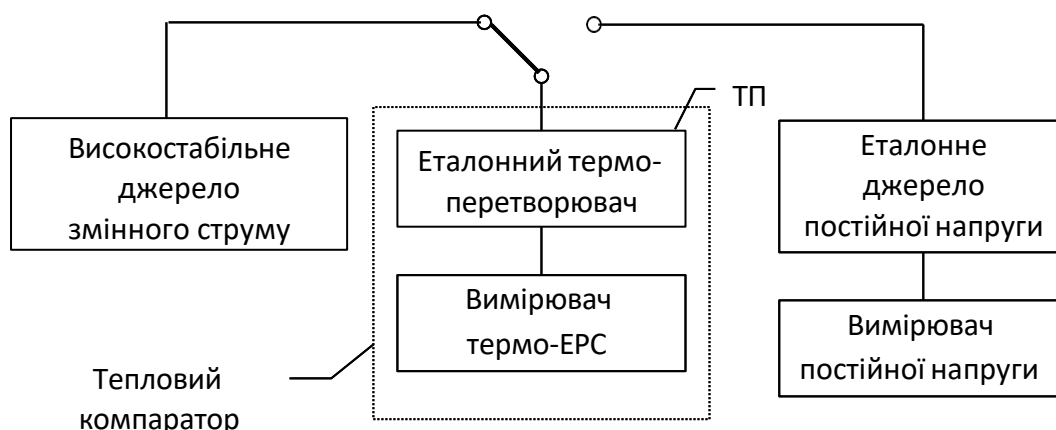 ТП
Високостабільне
джерело
змінного струму
Еталонний термо-
перетворювач
Еталонне
джерело
постійної напруги
Вимірювач
термо-ЕРС
Вимірювач
постійної напруги
Тепловий
компаратор